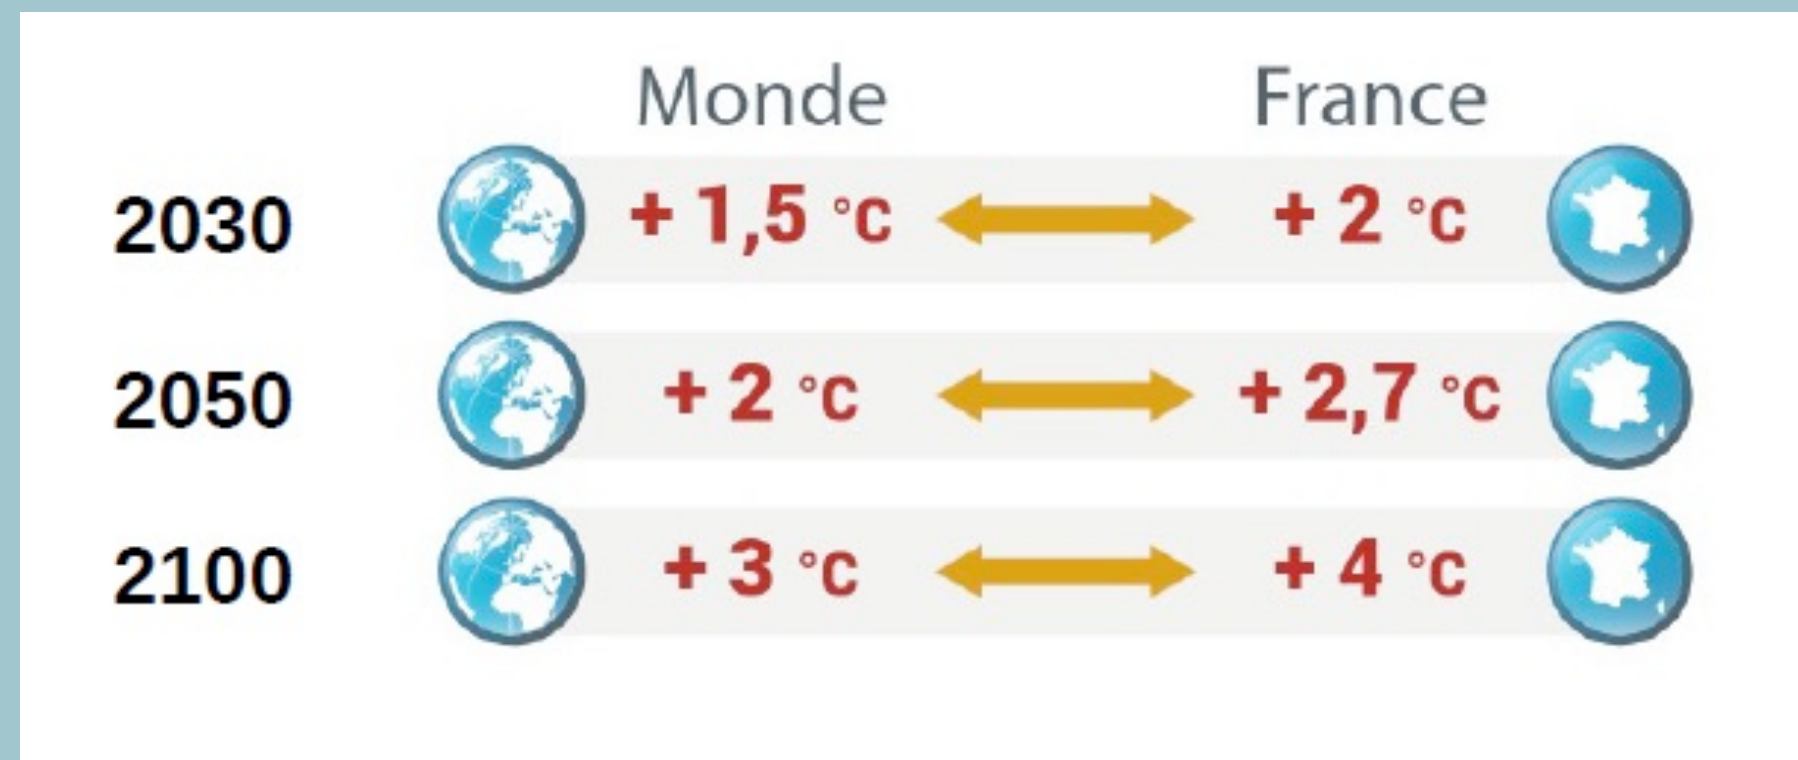 Monde France
2030 + 1,5 °C + 2 °C
2050 + 2 °C + 2,7 °C
2100 + 3 °C + 4 °C